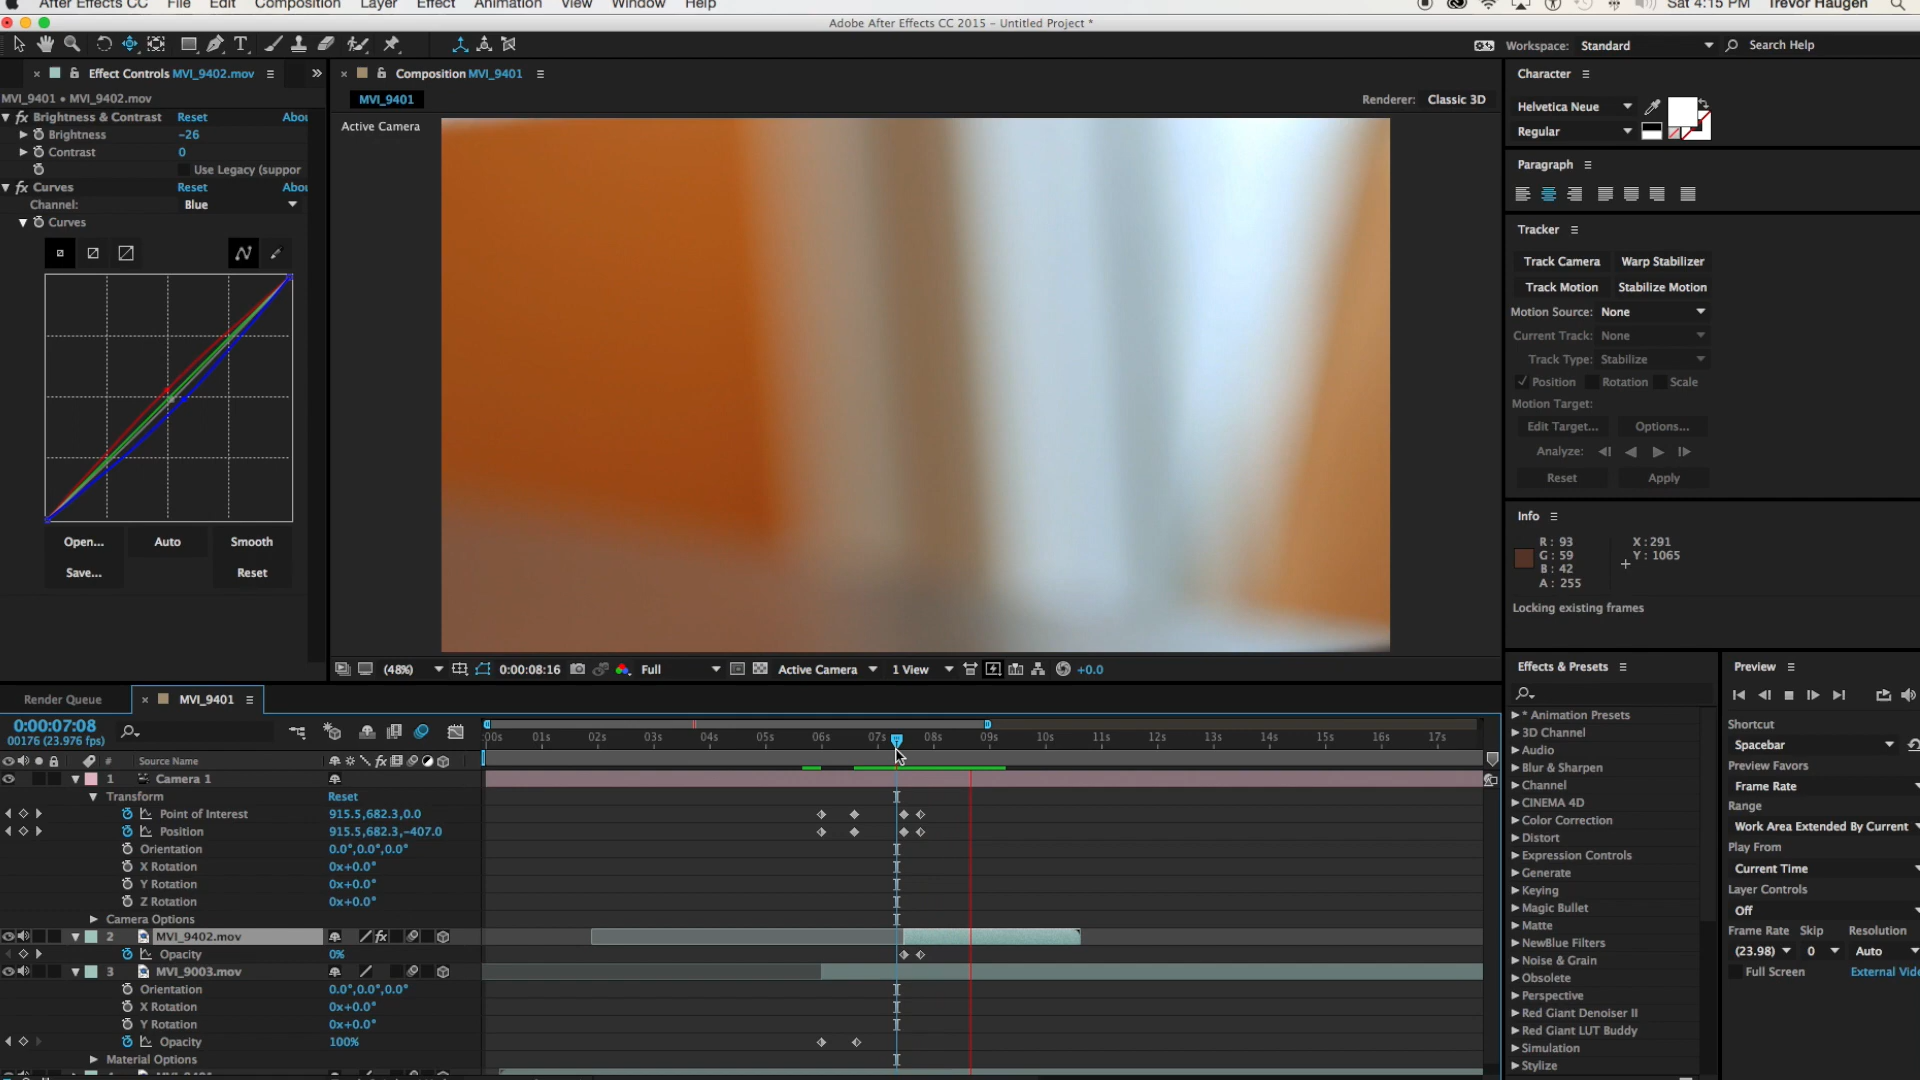 After Effects CC File Edit Composition Layer Effect Animation View Window Help Sat 4:15 PM Trevor Haugen
Adobe After Effects CC 2015 - Untitled Project *
Workspace: Standard Search Help
Effect Controls MVI_9402.mov
MVI_9401 • MVI_9402.mov
fx Brightness & Contrast Reset Abou
Brightness -26
Contrast 0
Use Legacy (suppor
fx Curves Reset Abou
Channel: Blue
Curves
Open... Auto Smooth
Save... Reset
Composition MVI_9401
MVI_9401
Renderer: Classic 3D
Active Camera
(48%) 0:00:08:16 Full Active Camera 1 View +0.0
Character
Helvetica Neue
Regular
Paragraph
Tracker
Track Camera Warp Stabilizer
Track Motion Stabilize Motion
Motion Source: None
Current Track: None
Track Type: Stabilize
Position Rotation Scale
Motion Target:
Edit Target... Options...
Analyze:
Reset Apply
Info
R: 93 X: 291
G: 59 Y: 1065
B: 42
A: 255
Locking existing frames
Effects & Presets
* Animation Presets
3D Channel
Audio
Blur & Sharpen
Channel
CINEMA 4D
Color Correction
Distort
Expression Controls
Generate
Keying
Magic Bullet
Matte
NewBlue Filters
Noise & Grain
Obsolete
Perspective
Red Giant Denoiser II
Red Giant LUT Buddy
Simulation
Stylize
Preview
Shortcut
Spacebar
Preview Favors
Frame Rate
Range
Work Area Extended By Current
Play From
Current Time
Layer Controls
Off
Frame Rate Skip Resolution
(23.98) 0 Auto
Full Screen External Vide
Render Queue MVI_9401
0:00:07:08
00176 (23.976 fps)
:00s 01s 02s 03s 04s 05s 06s 07s 08s 09s 10s 11s 12s 13s 14s 15s 16s 17s
# Source Name
1 Camera 1
Transform Reset
Point of Interest 915.5,682.3,0.0
Position 915.5,682.3,-407.0
Orientation 0.0°,0.0°,0.0°
X Rotation 0x+0.0°
Y Rotation 0x+0.0°
Z Rotation 0x+0.0°
Camera Options
2 MVI_9402.mov fx
Opacity 0%
3 MVI_9003.mov
Orientation 0.0°,0.0°,0.0°
X Rotation 0x+0.0°
Y Rotation 0x+0.0°
Opacity 100%
Material Options